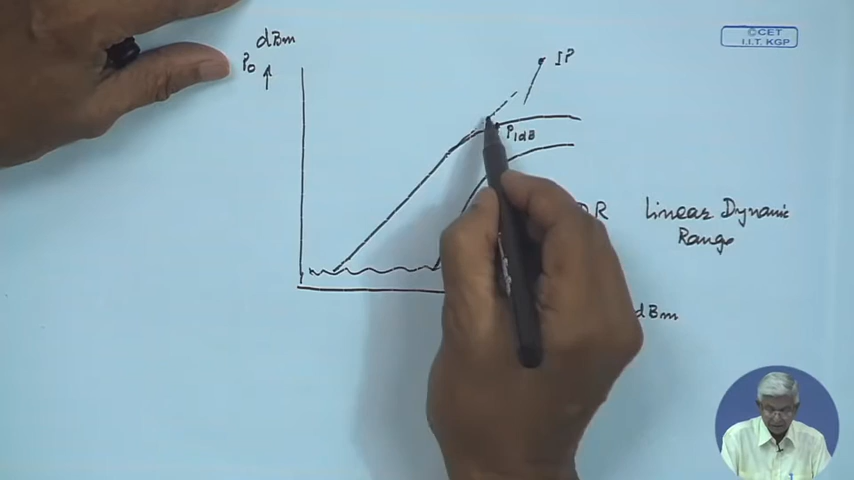 dBm
Po
IP
©CET
I.I.T. KGP
P1dB
DR
Linear Dynamic
Range
dBm